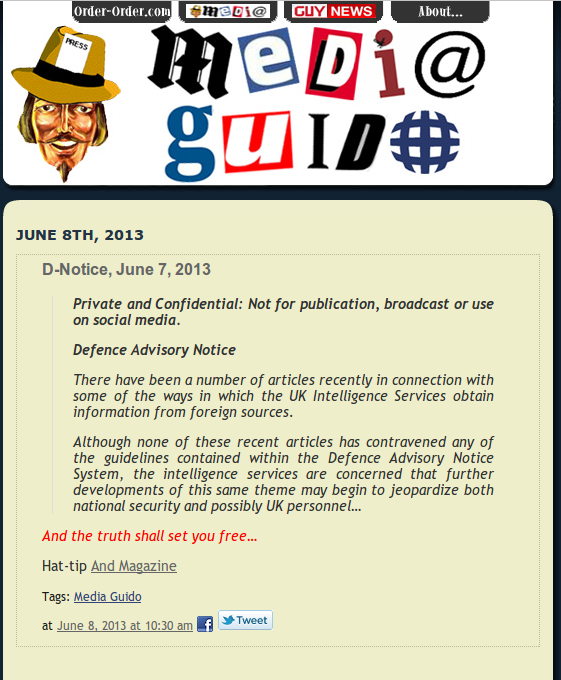 Order-Order.com MEDI@ GUY NEWS About...
PRESS
MEDI@
guIDO
JUNE 8TH, 2013
D-Notice, June 7, 2013
Private and Confidential: Not for publication, broadcast or use
on social media.
Defence Advisory Notice
There have been a number of articles recently in connection with
some of the ways in which the UK Intelligence Services obtain
information from foreign sources.
Although none of these recent articles has contravened any of
the guidelines contained within the Defence Advisory Notice
System, the intelligence services are concerned that further
developments of this same theme may begin to jeopardize both
national security and possibly UK personnel…
And the truth shall set you free…
Hat-tip And Magazine
Tags: Media Guido
at June 8, 2013 at 10:30 am f Tweet